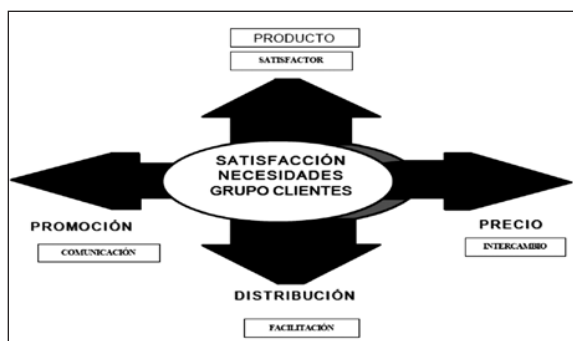 PRODUCTO
SATISFACTOR
SATISFACCIÓN
NECESIDADES
GRUPO CLIENTES
PROMOCIÓN
COMUNICACIÓN
PRECIO
INTERCAMBIO
DISTRIBUCIÓN
FACILITACIÓN